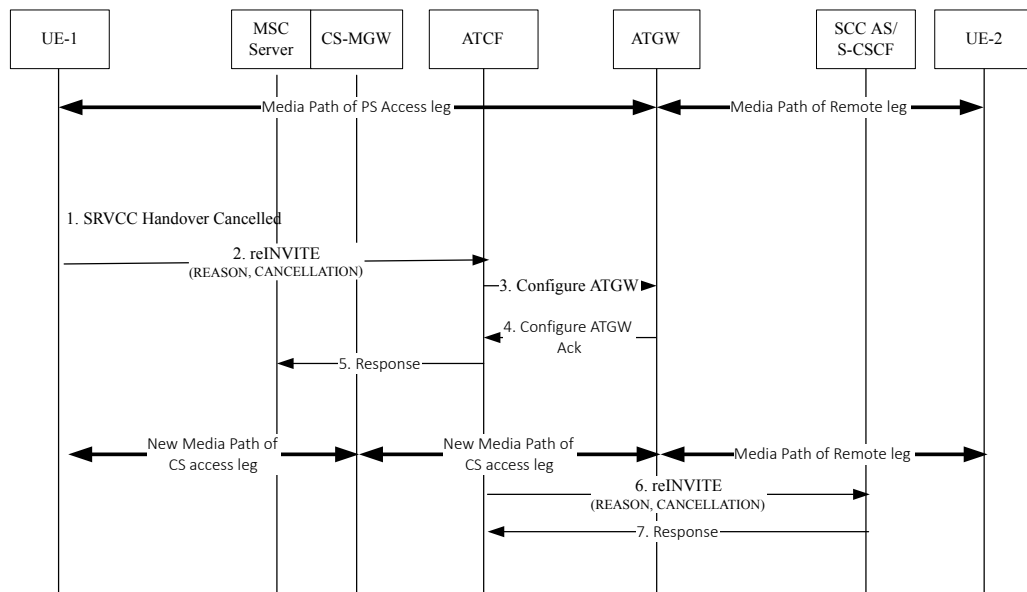 UE-1
MSC
Server
CS-MGW
ATCF
ATGW
SCC AS/
S-CSCF
UE-2
Media Path of PS Access leg
Media Path of Remote leg
1. SRVCC Handover Cancelled
2. reINVITE
(REASON, CANCELLATION)
3. Configure ATGW
4. Configure ATGW
Ack
5. Response
New Media Path of
CS access leg
New Media Path of
CS access leg
Media Path of Remote leg
6. reINVITE
(REASON, CANCELLATION)
7. Response